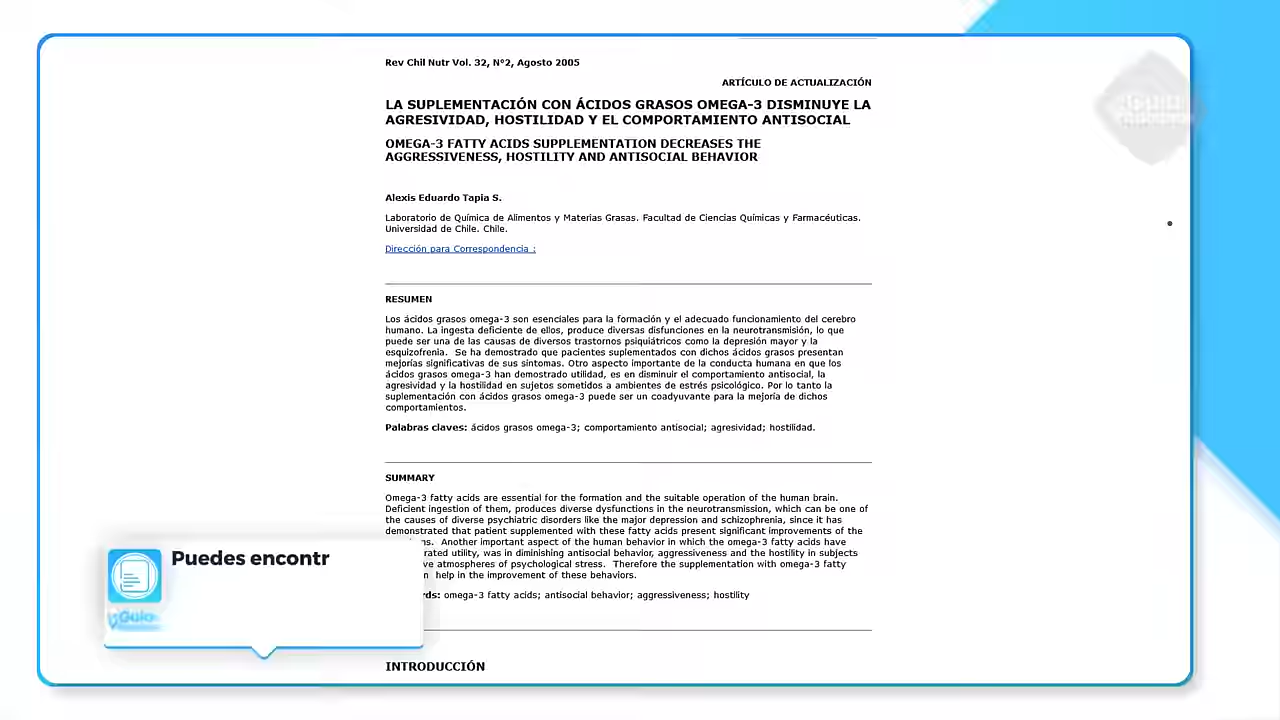 Rev Chil Nutr Vol. 32, Nº2, Agosto 2005
ARTÍCULO DE ACTUALIZACIÓN
LA SUPLEMENTACIÓN CON ÁCIDOS GRASOS OMEGA-3 DISMINUYE LA
AGRESIVIDAD, HOSTILIDAD Y EL COMPORTAMIENTO ANTISOCIAL
OMEGA-3 FATTY ACIDS SUPPLEMENTATION DECREASES THE
AGGRESSIVENESS, HOSTILITY AND ANTISOCIAL BEHAVIOR
Alexis Eduardo Tapia S.
Laboratorio de Química de Alimentos y Materias Grasas. Facultad de Ciencias Químicas y Farmacéuticas.
Universidad de Chile. Chile.
Dirección para Correspondencia :
RESUMEN
Los ácidos grasos omega-3 son esenciales para la formación y el adecuado funcionamiento del cerebro
humano. La ingesta deficiente de ellos, produce diversas disfunciones en la neurotransmisión, lo que
puede ser una de las causas de diversos trastornos psiquiátricos como la depresión mayor y la
esquizofrenia. Se ha demostrado que pacientes suplementados con dichos ácidos grasos presentan
mejorías significativas de sus síntomas. Otro aspecto importante de la conducta humana en que los
ácidos grasos omega-3 han demostrado utilidad, es en disminuir el comportamiento antisocial, la
agresividad y la hostilidad en sujetos sometidos a ambientes de estrés psicológico. Por lo tanto la
suplementación con ácidos grasos omega-3 puede ser un coadyuvante para la mejoría de dichos
comportamientos.
Palabras claves: ácidos grasos omega-3; comportamiento antisocial; agresividad; hostilidad.
SUMMARY
Omega-3 fatty acids are essential for the formation and the suitable operation of the human brain.
Deficient ingestion of them, produces diverse dysfunctions in the neurotransmission, which can be one of
the causes of diverse psychiatric disorders like the major depression and schizophrenia, since it has
demonstrated that patient supplemented with these fatty acids present significant improvements of the
Another important aspect of the human behavior in which the omega-3 fatty acids have
utility, was in diminishing antisocial behavior, aggressiveness and the hostility in subjects
atmospheres of psychological stress. Therefore the supplementation with omega-3 fatty
help in the improvement of these behaviors.
omega-3 fatty acids; antisocial behavior; aggressiveness; hostility
INTRODUCCIÓN
Puedes encontr